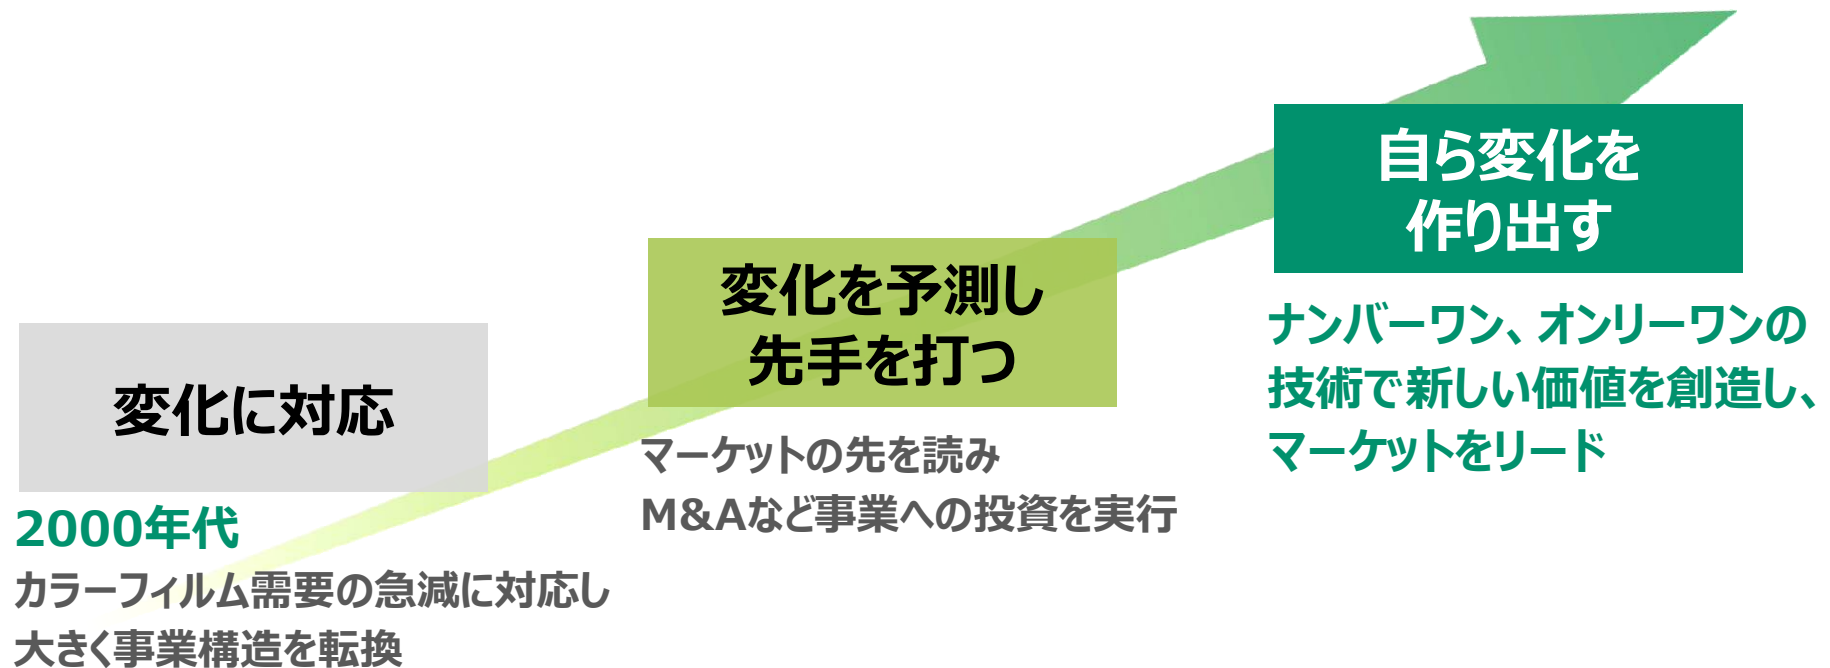 変化に対応
2000年代
カラーフィルム需要の急減に対応し
大きく事業構造を転換
変化を予測し
先手を打つ
マーケットの先を読み
M&Aなど事業への投資を実行
自ら変化を
作り出す
ナンバーワン、オンリーワンの
技術で新しい価値を創造し、
マーケットをリード